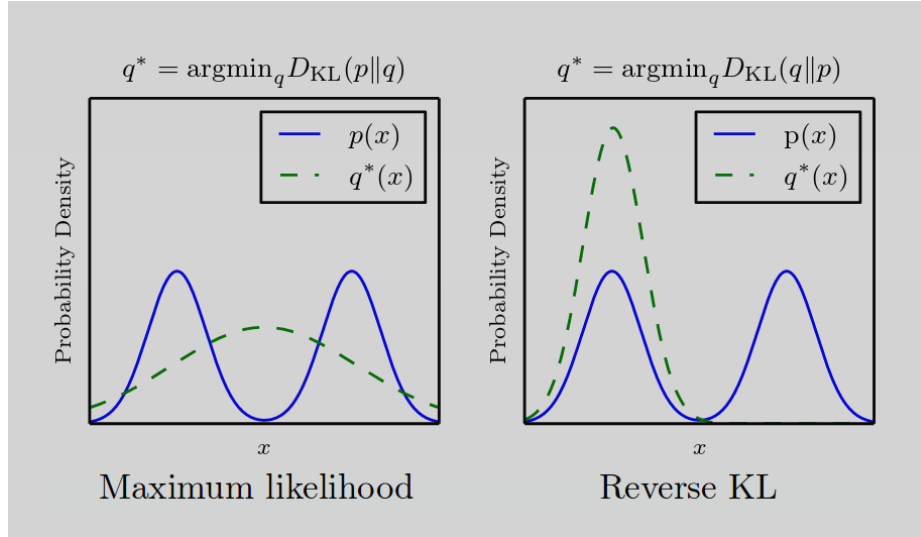 q* = argmin_q D_KL(p‖q)
p(x)
q*(x)
Probability Density
x
Maximum likelihood
q* = argmin_q D_KL(q‖p)
p(x)
q*(x)
Probability Density
x
Reverse KL